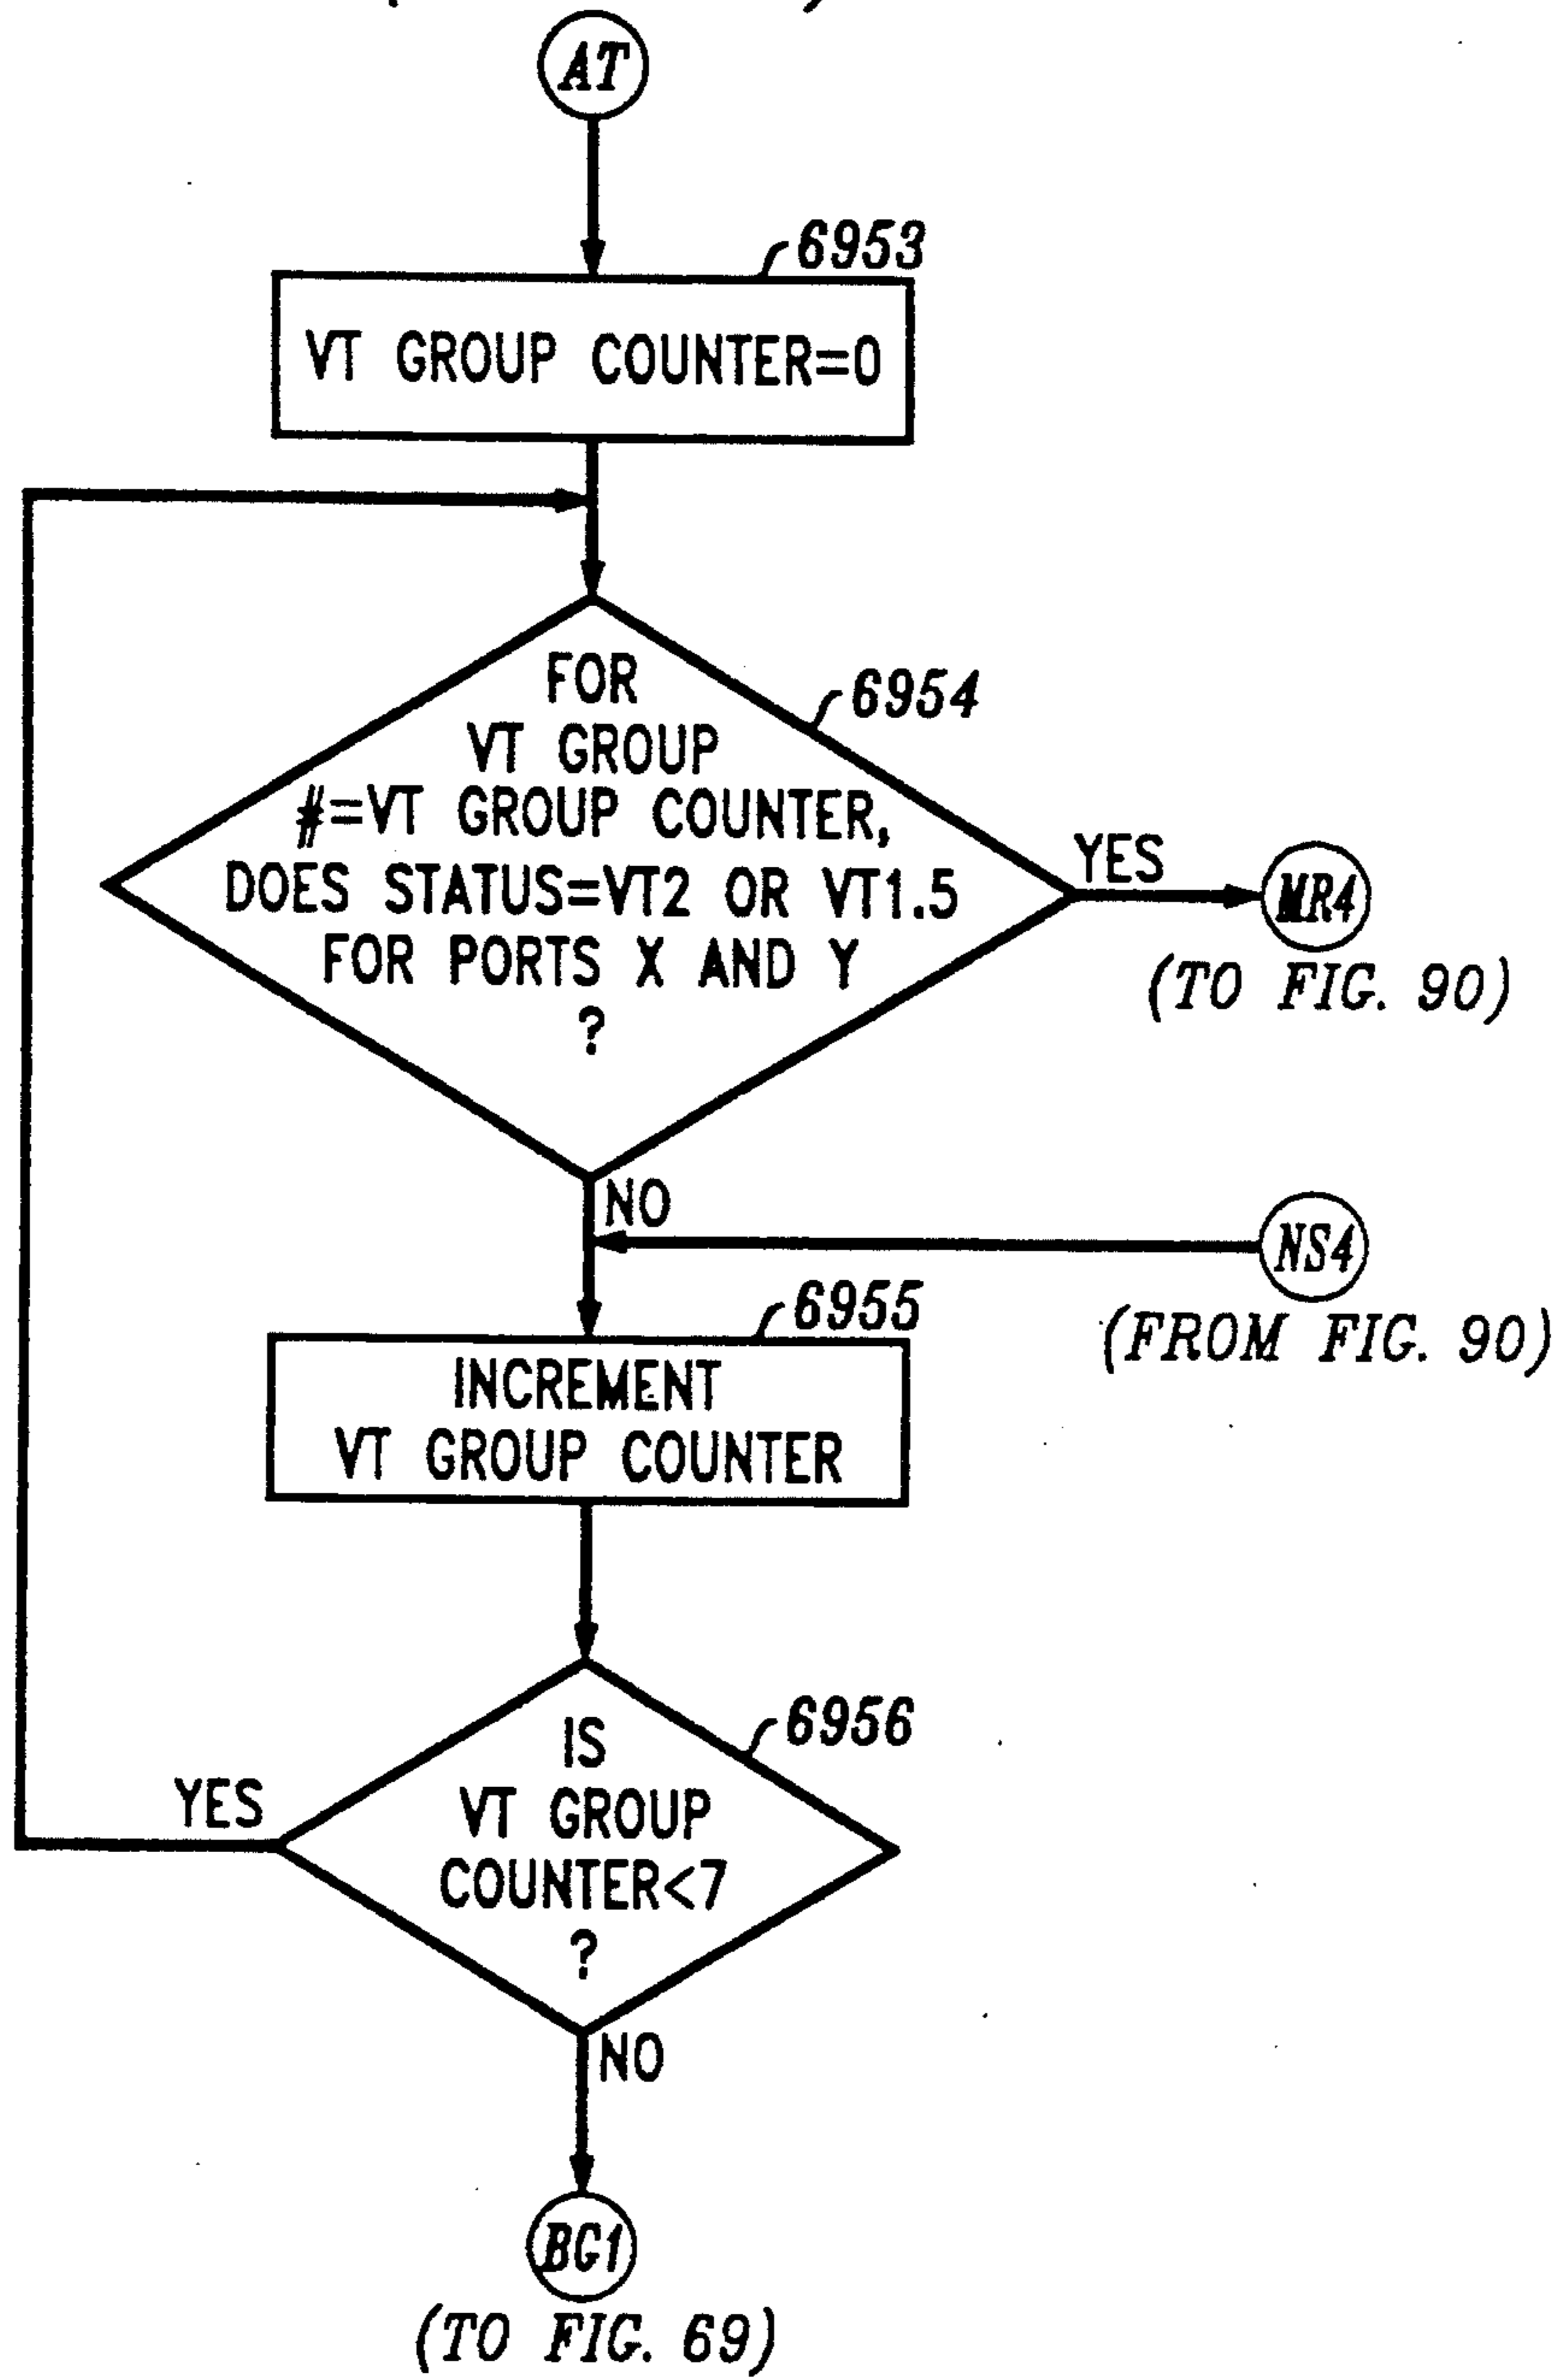 AT
6953
VT GROUP COUNTER=0
FOR
VT GROUP
#=VT GROUP COUNTER,
DOES STATUS=VT2 OR VT1.5
FOR PORTS X AND Y
?
6954
YES
MR4
(TO FIG. 90)
NO
NS4
(FROM FIG. 90)
6955
INCREMENT
VT GROUP COUNTER
6956
IS
VT GROUP
COUNTER<7
?
YES
NO
BG1
(TO FIG. 69)